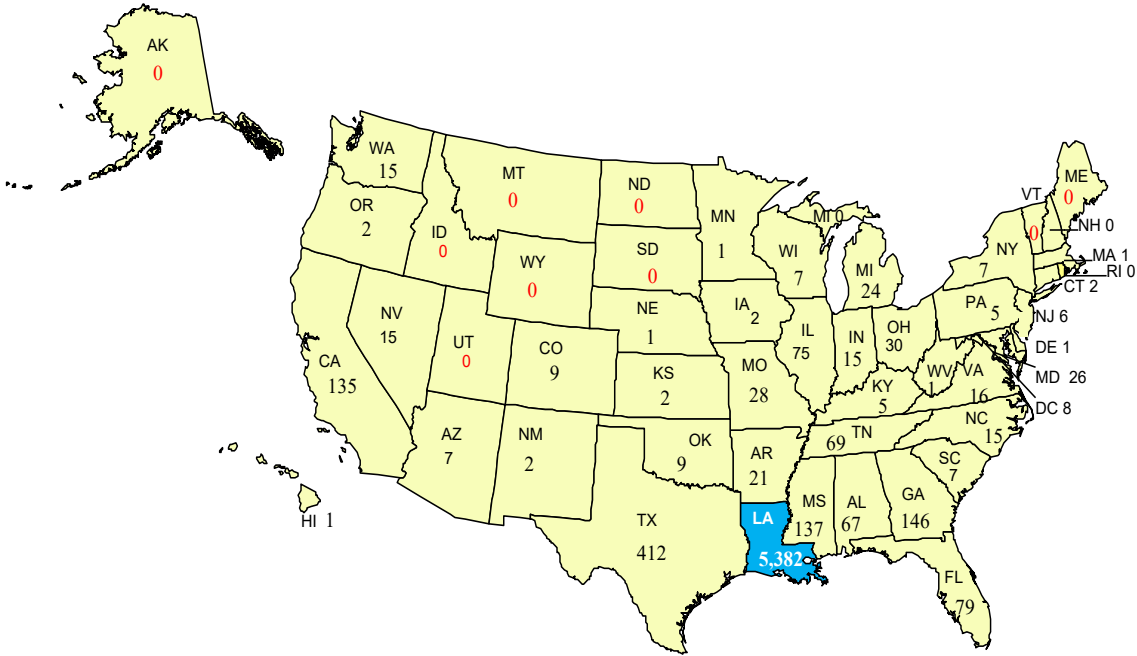 AK
0
WA
15
OR
2
ID
0
MT
0
ND
0
MN
1
MI 0
VT
0
ME
0
NH 0
MA 1
RI 0
CT 2
NY
7
WI
7
MI
24
SD
0
WY
0
NE
1
IA 2
PA 5
NJ 6
DE 1
MD 26
DC 8
NV
15
UT
0
CO
9
KS
2
MO
28
IL
75
IN
15
OH
30
WV
1
VA
16
KY
5
CA
135
AZ
7
NM
2
OK
9
AR
21
69 TN
NC
15
SC
7
HI 1
TX
412
LA
5,382
MS
137
AL
67
GA
146
FL
79